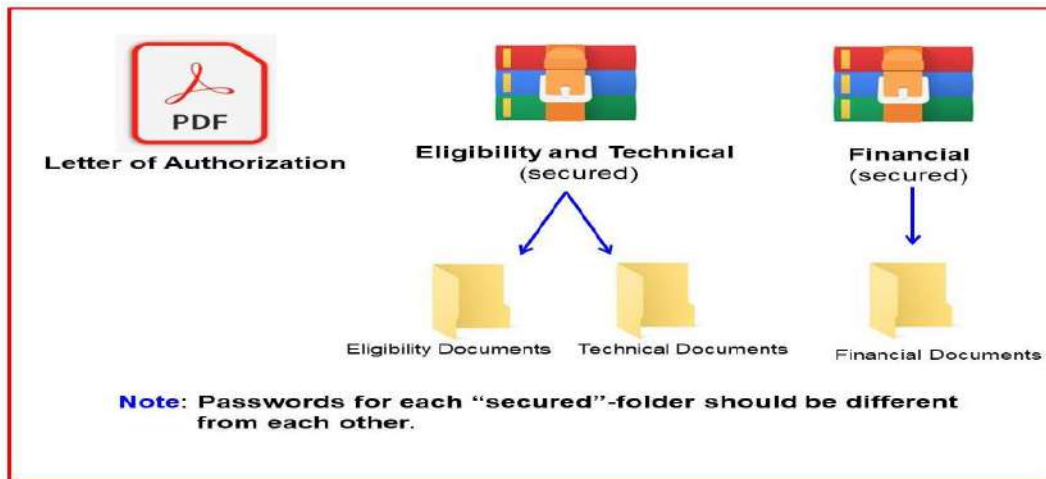 PDF
Letter of Authorization
Eligibility and Technical
(secured)
Financial
(secured)
Eligibility Documents
Technical Documents
Financial Documents
Note: Passwords for each “secured”-folder should be different
from each other.